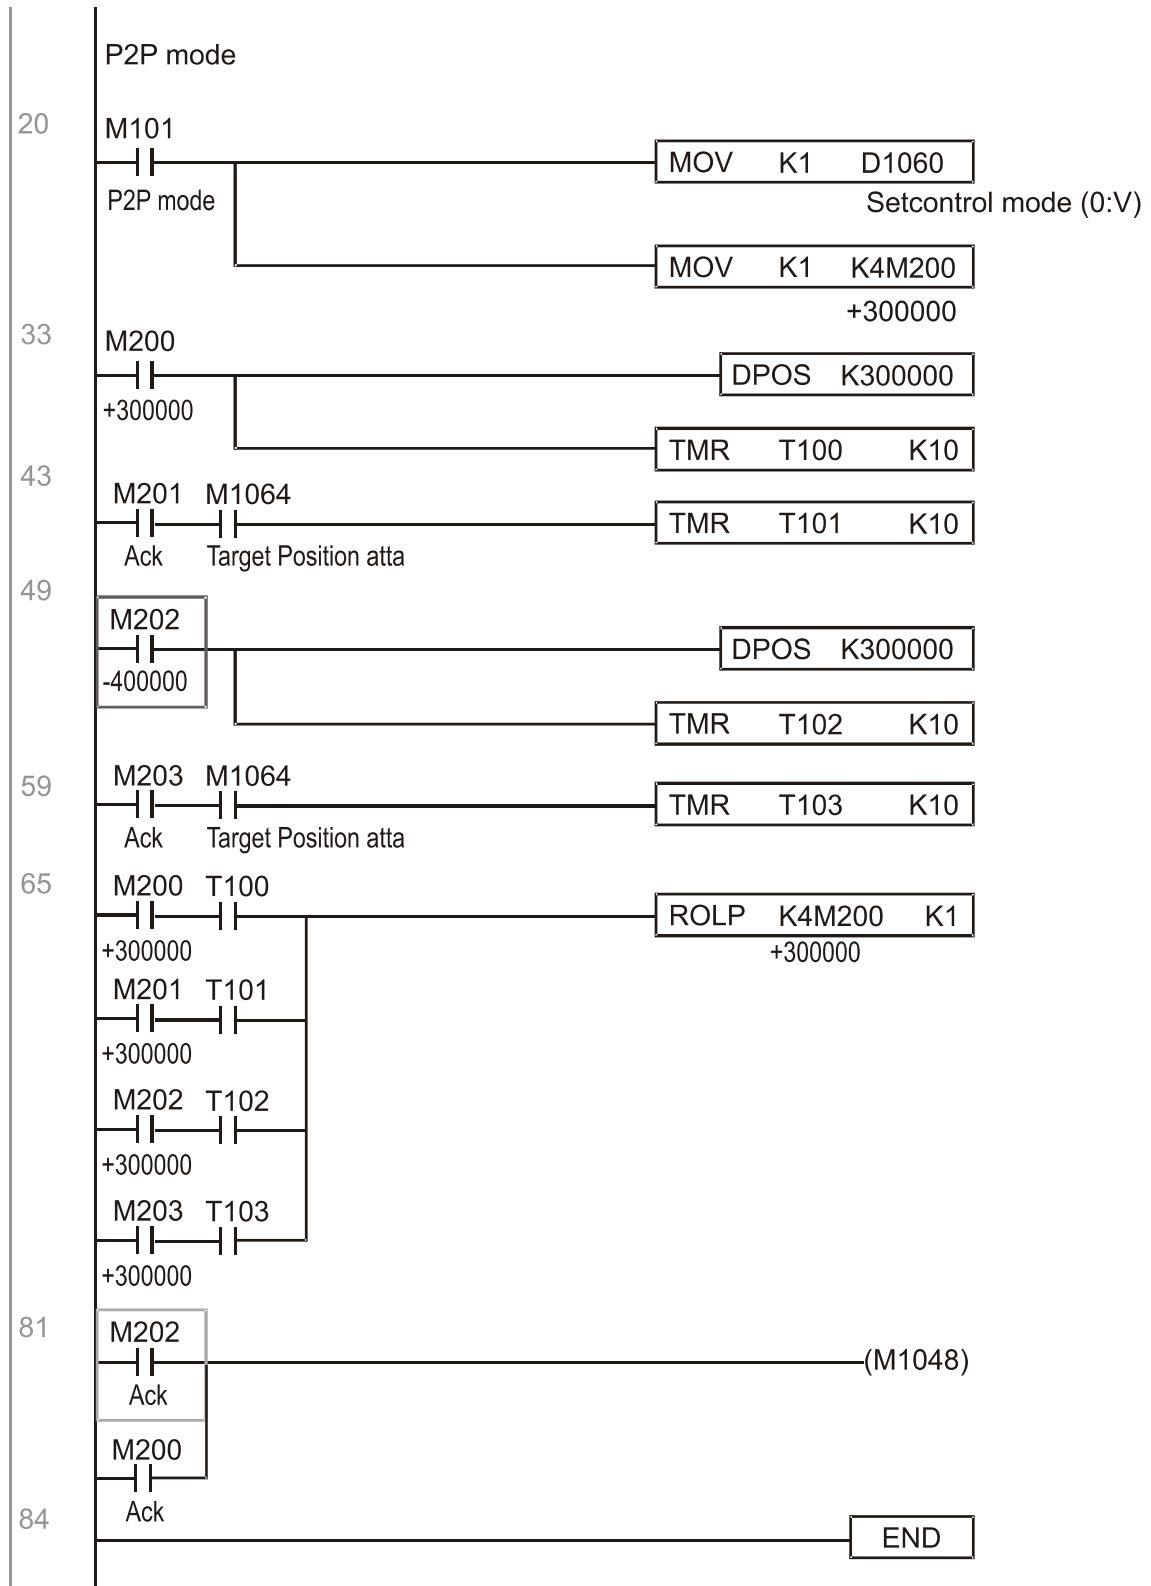 P2P mode
20
M101
MOV K1 D1060
P2P mode
Setcontrol mode (0:V)
MOV K1 K4M200
+300000
33
M200
DPOS K300000
+300000
TMR T100 K10
43
M201 M1064
TMR T101 K10
Ack Target Position atta
49
M202
DPOS K300000
-400000
TMR T102 K10
59
M203 M1064
TMR T103 K10
Ack Target Position atta
65
M200 T100
ROLP K4M200 K1
+300000
+300000
M201 T101
+300000
M202 T102
+300000
M203 T103
+300000
81
M202
(M1048)
Ack
M200
Ack
84
END